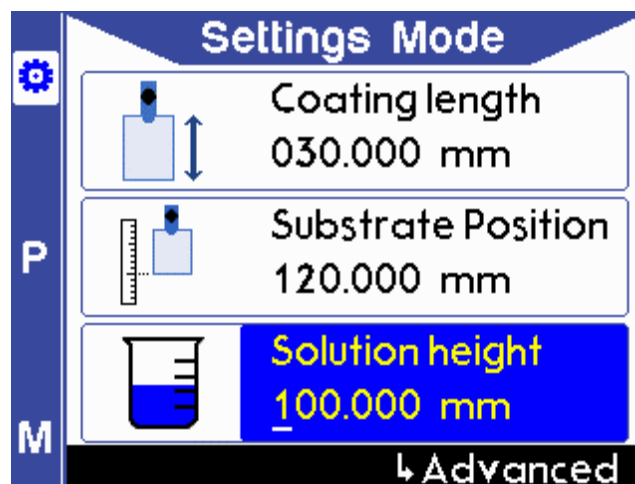 Settings Mode
Coating length
030.000 mm
Substrate Position
P
120.000 mm
Solution height
100.000 mm
M
↳ Advanced